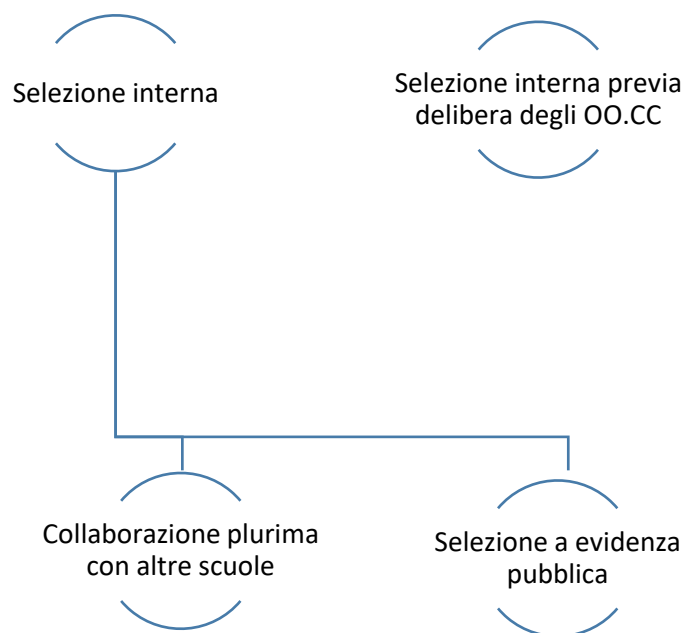 Selezione interna
Selezione interna previa
delibera degli OO.CC
Collaborazione plurima
con altre scuole
Selezione a evidenza
pubblica